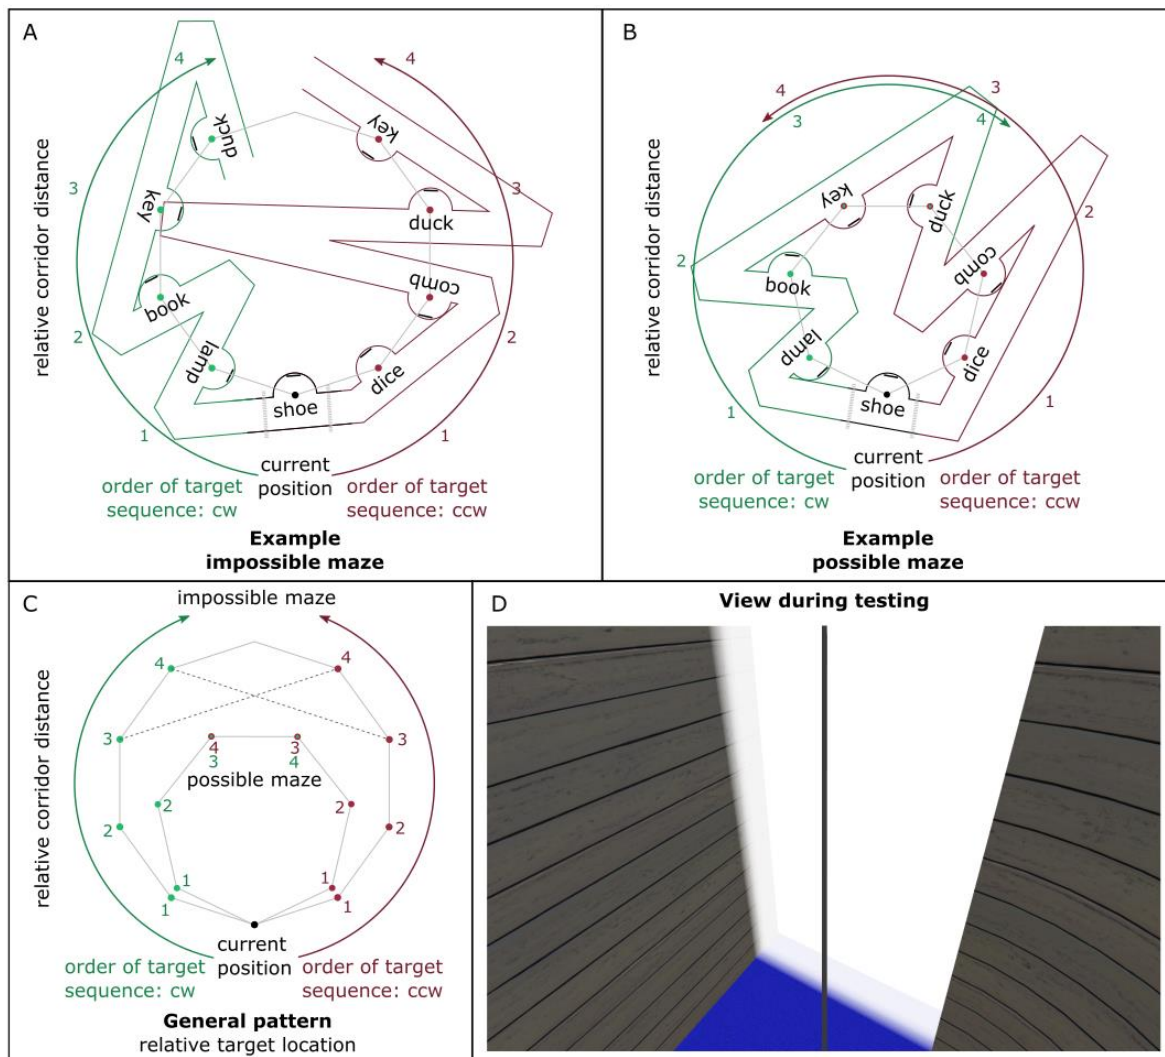 A
4
4
duck
key
relative corridor distance
3
key
duck
3
book
comb
2
2
lamp
dice
shoe
1
1
current
position
order of target
sequence: cw
order of target
sequence: ccw
Example
impossible maze
B
4
3
3
4
relative corridor distance
key
duck
2
2
book
comb
lamp
dice
shoe
1
1
current
position
order of target
sequence: cw
order of target
sequence: ccw
Example
possible maze
C
impossible maze
4
4
relative corridor distance
3
4
3
3
3
4
possible maze
2
2
2
2
1
1
1
1
current
position
order of target
sequence: cw
order of target
sequence: ccw
General pattern
relative target location
D
View during testing